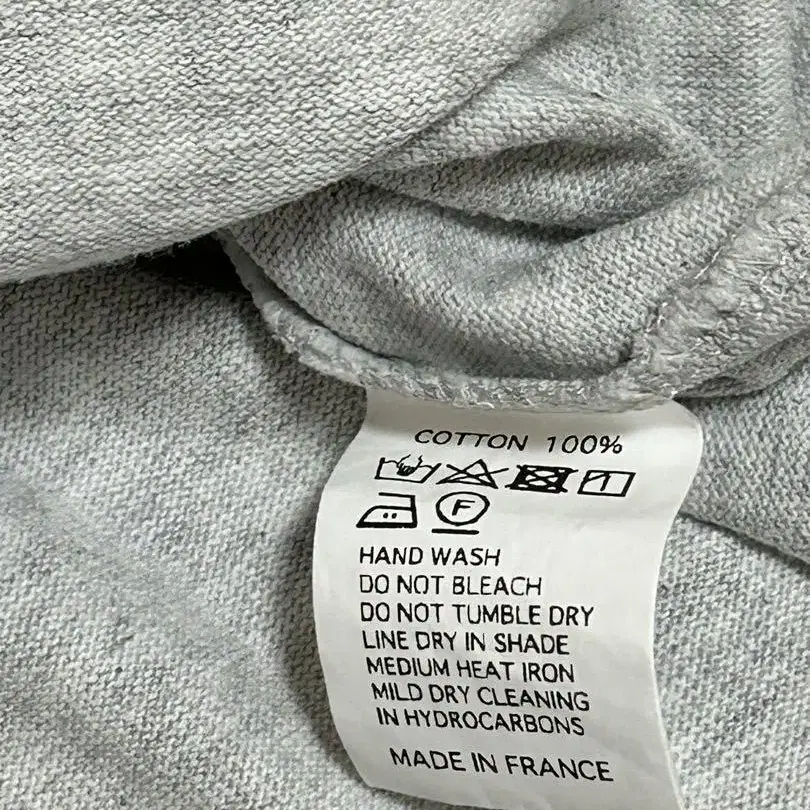 COTTON 100%
F
HAND WASH
DO NOT BLEACH
DO NOT TUMBLE DRY
LINE DRY IN SHADE
MEDIUM HEAT IRON
MILD DRY CLEANING
IN HYDROCARBONS
MADE IN FRANCE